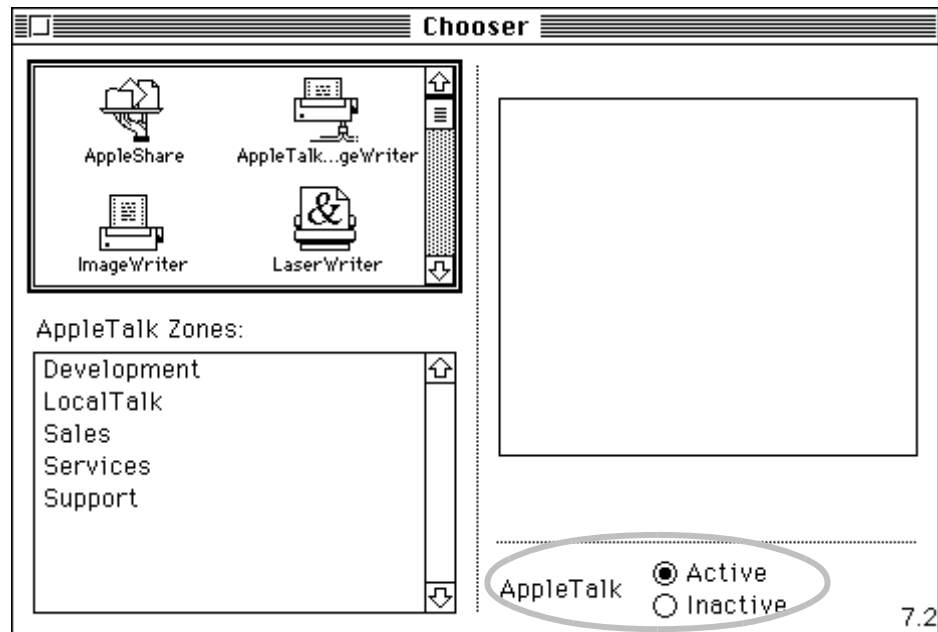 Chooser
AppleShare
AppleTalk...geWriter
ImageWriter
&
LaserWriter
AppleTalk Zones:
Development
LocalTalk
Sales
Services
Support
AppleTalk
Active
Inactive
7.2